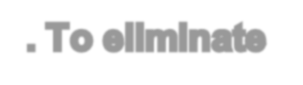 . To eliminate